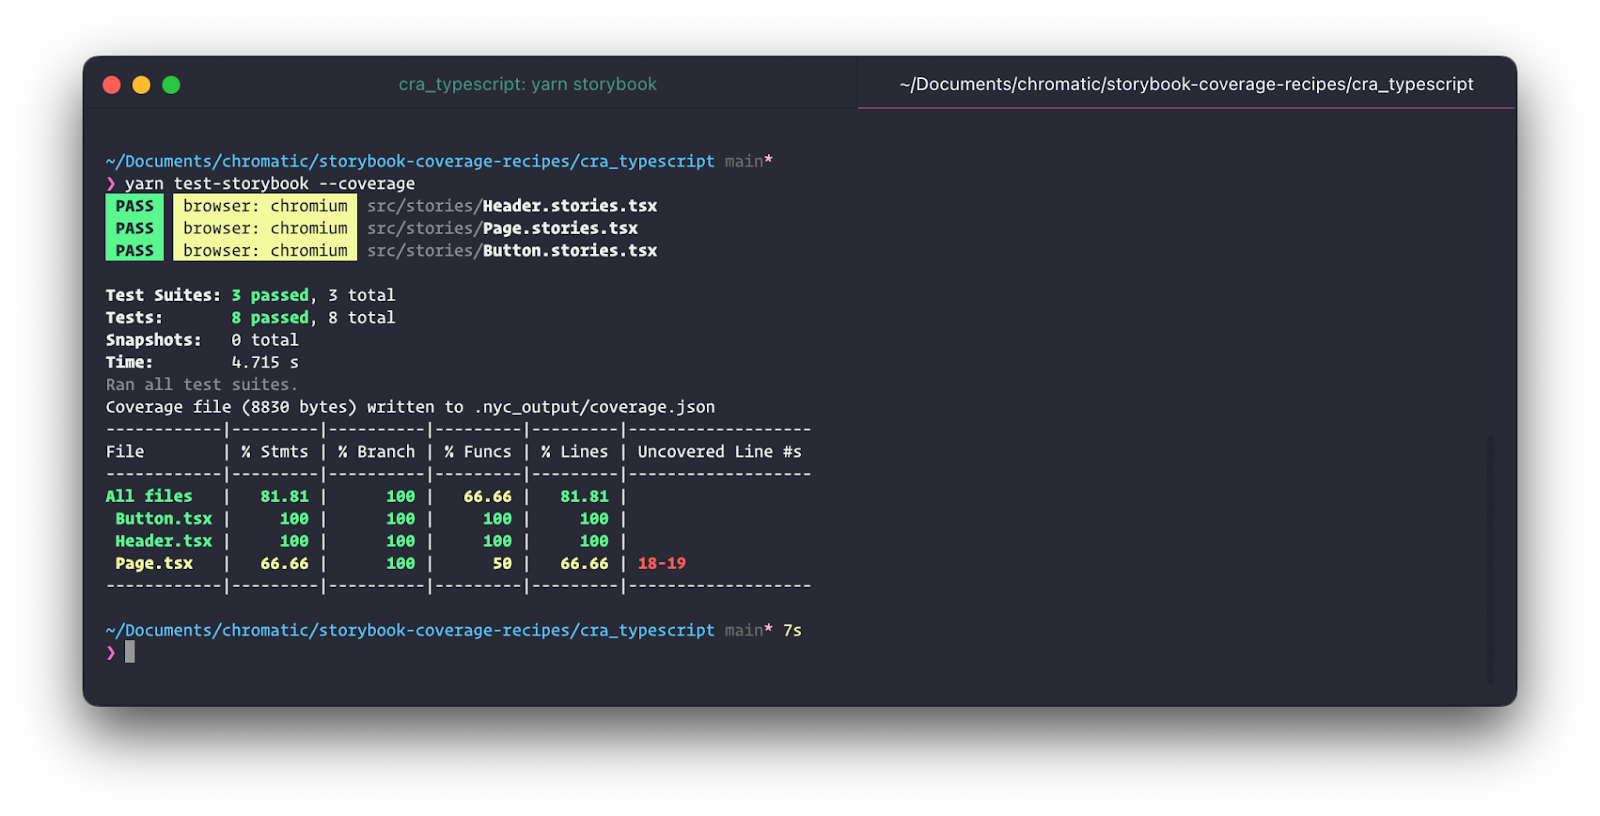 cra_typescript: yarn storybook
~/Documents/chromatic/storybook-coverage-recipes/cra_typescript
~/Documents/chromatic/storybook-coverage-recipes/cra_typescript main*
❯ yarn test-storybook --coverage
PASS browser: chromium src/stories/Header.stories.tsx
PASS browser: chromium src/stories/Page.stories.tsx
PASS browser: chromium src/stories/Button.stories.tsx
Test Suites: 3 passed, 3 total
Tests:       8 passed, 8 total
Snapshots:   0 total
Time:        4.715 s
Ran all test suites.
Coverage file (8830 bytes) written to .nyc_output/coverage.json
------------|---------|----------|---------|---------|-------------------
File        | % Stmts | % Branch | % Funcs | % Lines | Uncovered Line #s
------------|---------|----------|---------|---------|-------------------
All files   |   81.81 |      100 |   66.66 |   81.81 |
 Button.tsx |     100 |      100 |     100 |     100 |
 Header.tsx |     100 |      100 |     100 |     100 |
 Page.tsx   |   66.66 |      100 |      50 |   66.66 | 18-19
------------|---------|----------|---------|---------|-------------------
~/Documents/chromatic/storybook-coverage-recipes/cra_typescript main* 7s
❯